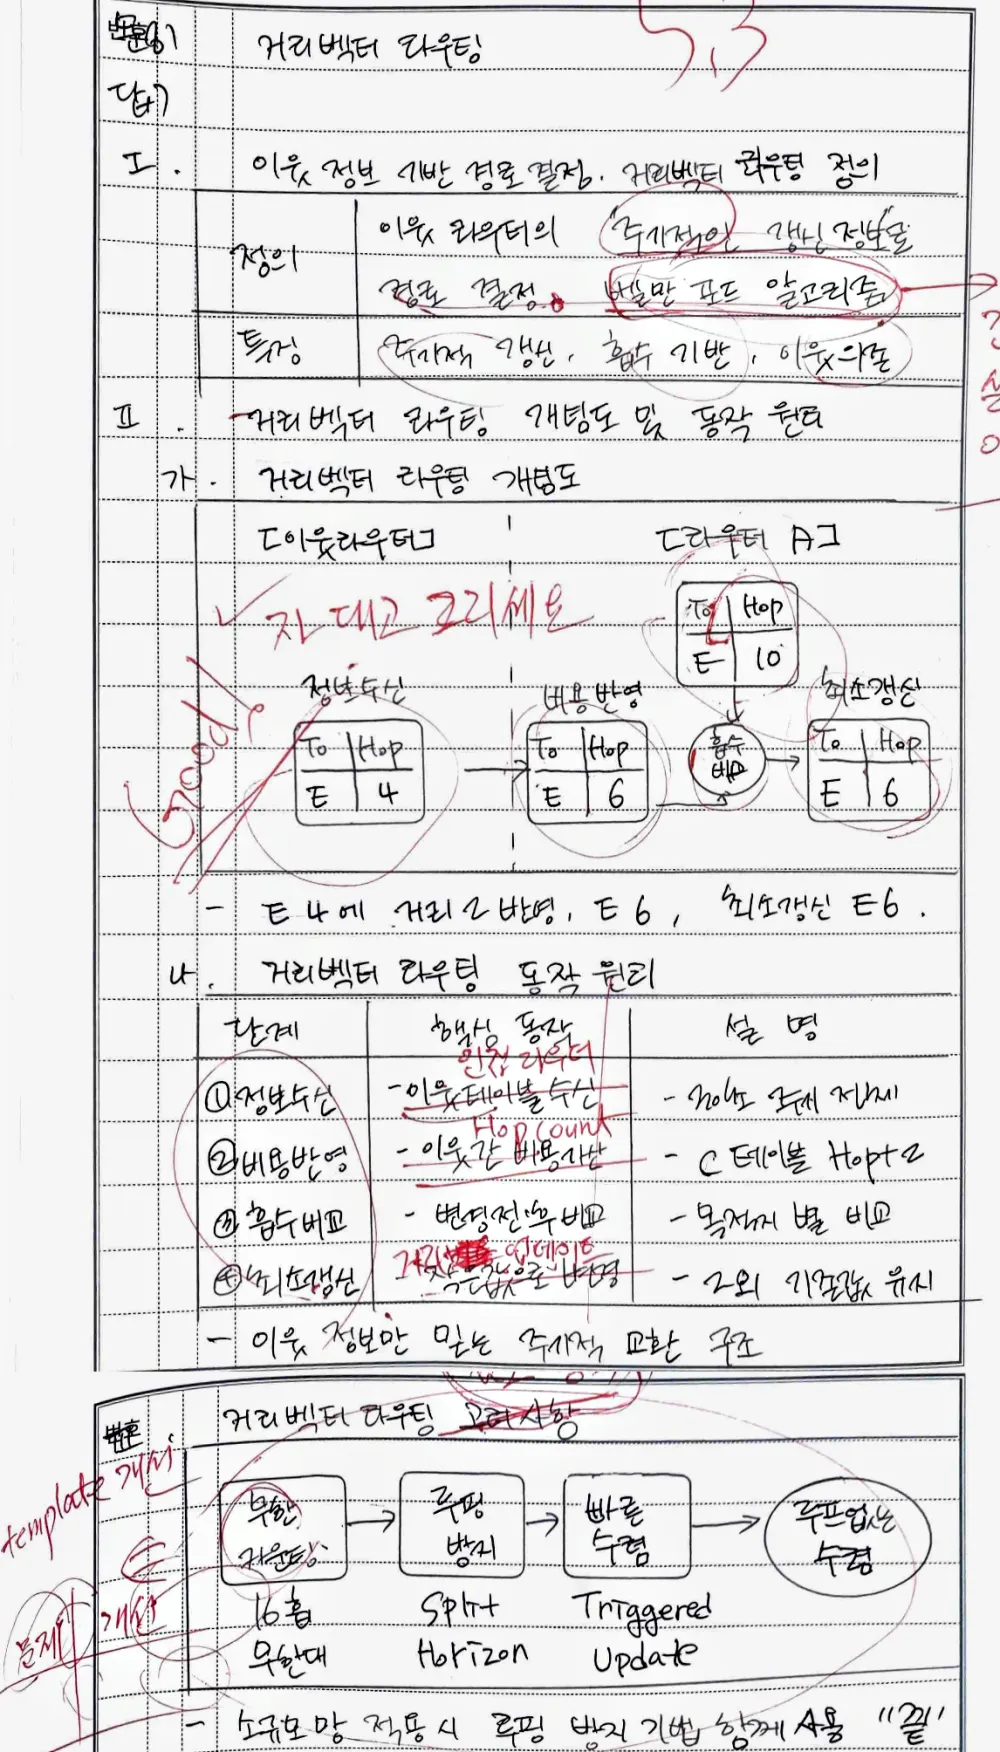 거리벡터 라우팅
5.3
답7
I. 이웃 정보 기반 경로 결정. 거리벡터 라우팅 정의
정의
이웃 라우터의 "주기적인 갱신 정보"로
경로 결정. 벨만 포드 알고리즘
특징
주기적 갱신, 홉수 기반, 이웃의존
II. 거리벡터 라우팅 개념도 및 동작 원리
가. 거리벡터 라우팅 개념도
[이웃라우터] [라우터 A]
자 대고 그리세요
Good!
To Hop
E 10
정보수신 비용반영 최소갱신
To Hop
E 4
To Hop
E 6
홉수
비교
To Hop
E 6
- E 4에 거리 2 반영, E 6, 최소갱신 E6.
나. 거리벡터 라우팅 동작 원리
단계 핵심 동작 설명
인접 라우터
①정보수신 -이웃테이블 수신 - 30초 주기 전체
Hop count
②비용반영 - 이웃간 비용가산 - C 테이블 Hop+2
③홉수비교 - 변경전·후 비교 - 목적지 별 비교
업데이트
④최소갱신 작은값으로 변경 - 그외 기존값 유지
- 이웃 정보만 믿는 주기적 교환 구조
거리벡터 라우팅 고려사항
template 개선
문제 개선
무한
카운팅
루핑
방지
빠른
수렴
루프없는
수렴
16홉
무한대
Split
Horizon
Triggered
Update
- 소규모 망 적용 시 루핑 방지 기법 함께 사용 "끝"